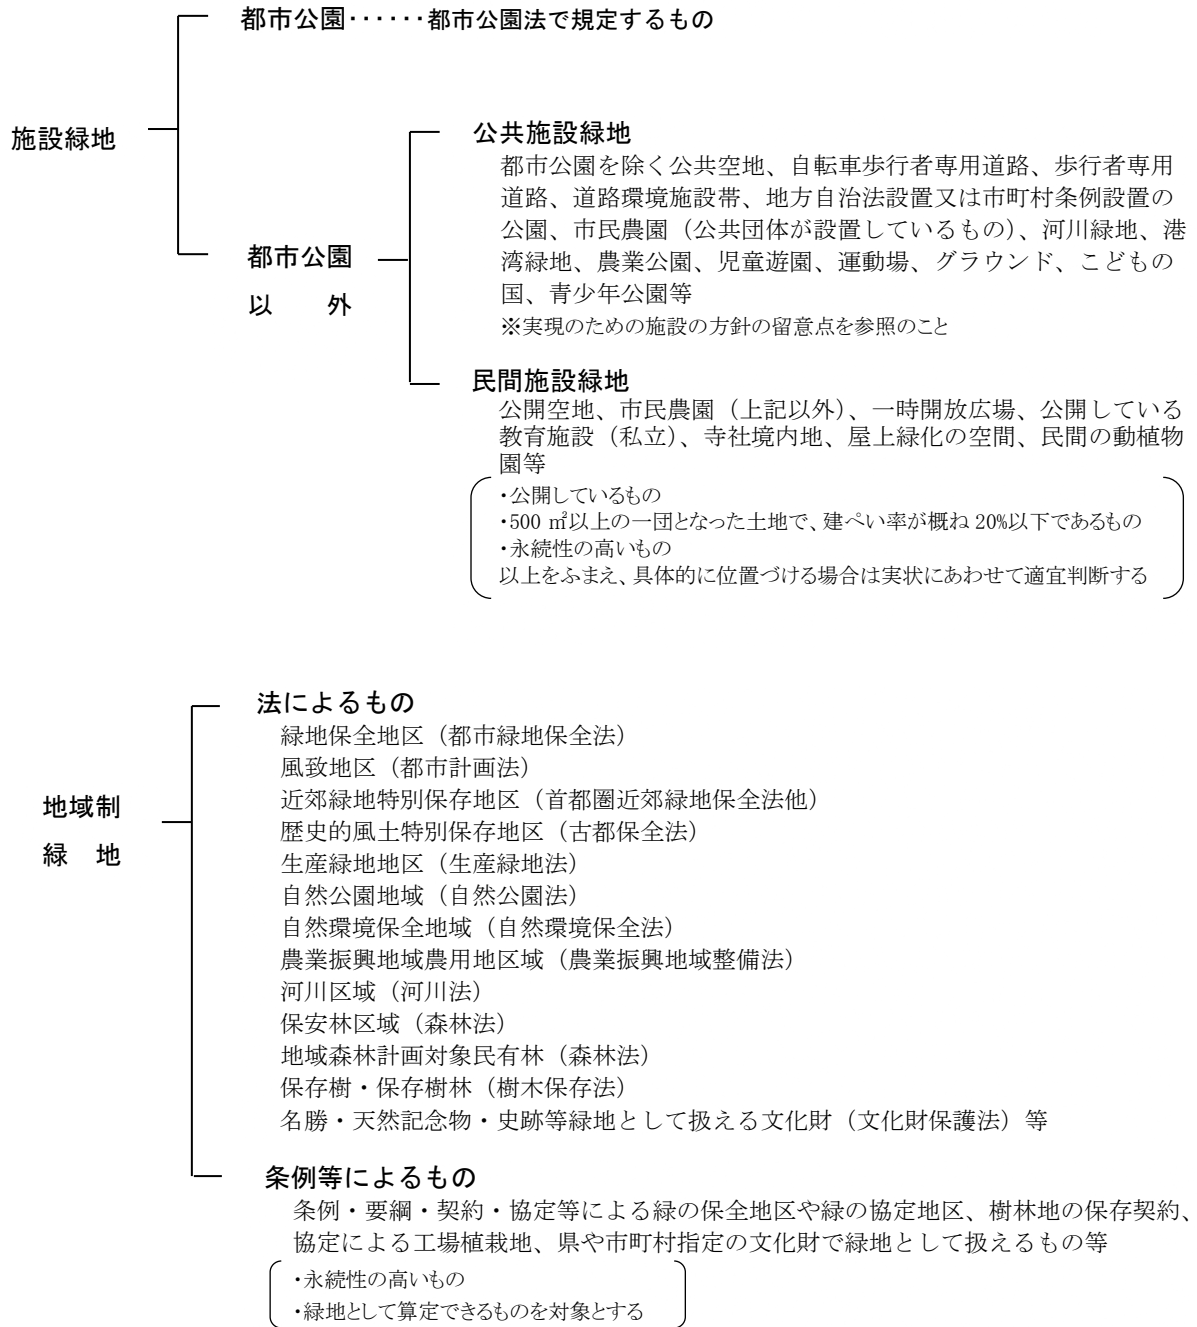 都市公園‥‥‥都市公園法で規定するもの
施設緑地
公共施設緑地
都市公園を除く公共空地、自転車歩行者専用道路、歩行者専用
道路、道路環境施設帯、地方自治法設置又は市町村条例設置の
公園、市民農園（公共団体が設置しているもの）、河川緑地、港
湾緑地、農業公園、児童遊園、運動場、グラウンド、こどもの
国、青少年公園等
※実現のための施設の方針の留意点を参照のこと
都市公園
以　　外
民間施設緑地
公開空地、市民農園（上記以外）、一時開放広場、公開している
教育施設（私立）、寺社境内地、屋上緑化の空間、民間の動植物
園等
・公開しているもの
・500 ㎡以上の一団となった土地で、建ぺい率が概ね 20%以下であるもの
・永続性の高いもの
以上をふまえ、具体的に位置づける場合は実状にあわせて適宜判断する
地域制
緑　地
法によるもの
緑地保全地区（都市緑地保全法）
風致地区（都市計画法）
近郊緑地特別保存地区（首都圏近郊緑地保全法他）
歴史的風土特別保存地区（古都保全法）
生産緑地地区（生産緑地法）
自然公園地域（自然公園法）
自然環境保全地域（自然環境保全法）
農業振興地域農用地区域（農業振興地域整備法）
河川区域（河川法）
保安林区域（森林法）
地域森林計画対象民有林（森林法）
保存樹・保存樹林（樹木保存法）
名勝・天然記念物・史跡等緑地として扱える文化財（文化財保護法）等
条例等によるもの
条例・要綱・契約・協定等による緑の保全地区や緑の協定地区、樹林地の保存契約、
協定による工場植栽地、県や市町村指定の文化財で緑地として扱えるもの等
・永続性の高いもの
・緑地として算定できるものを対象とする